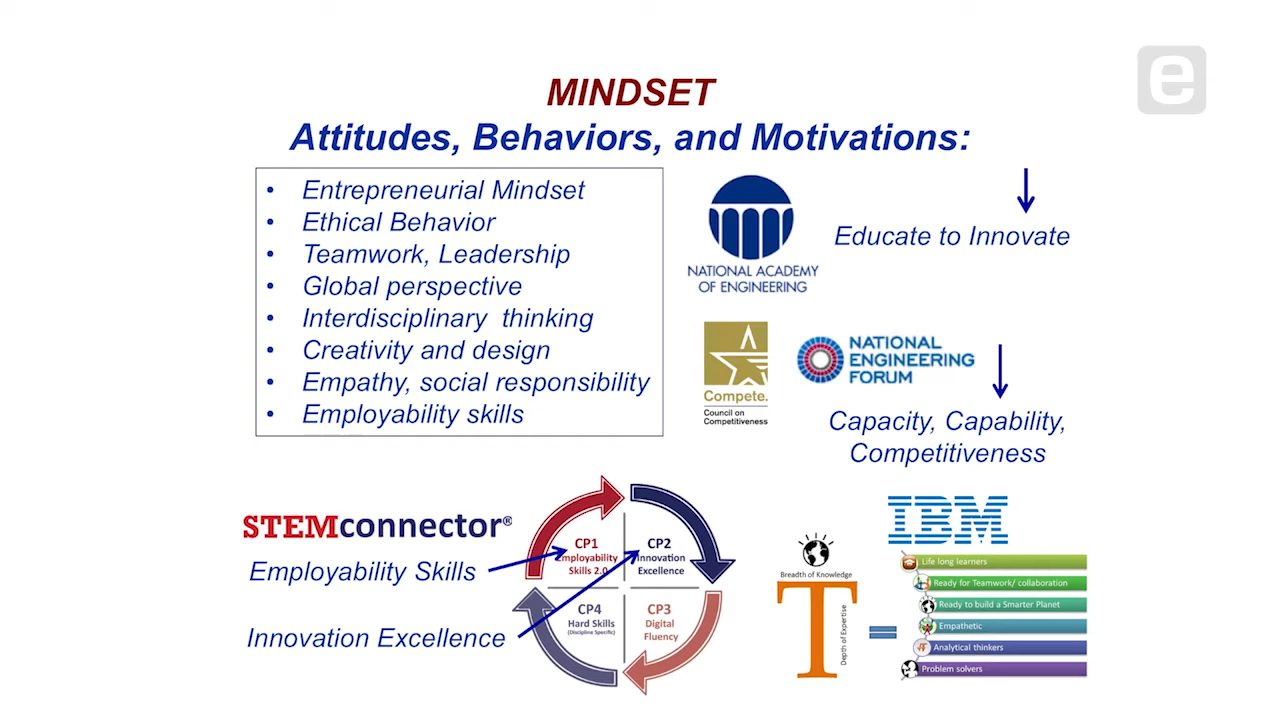 e
MINDSET
Attitudes, Behaviors, and Motivations:
• Entrepreneurial Mindset
• Ethical Behavior
• Teamwork, Leadership
• Global perspective
• Interdisciplinary thinking
• Creativity and design
• Empathy, social responsibility
• Employability skills
NATIONAL ACADEMY
OF ENGINEERING
Educate to Innovate
Compete.
Council on
Competitiveness
NATIONAL
ENGINEERING
FORUM
Capacity, Capability,
Competitiveness
STEMconnector®
Employability Skills
Innovation Excellence
CP1
Employability
Skills 2.0
CP2
Innovation
Excellence
CP4
Hard Skills
(Discipline Specific)
CP3
Digital
Fluency
Breadth of Knowledge
T
Depth of Expertise
=
IBM
Life long learners
Ready for Teamwork/ collaboration
Ready to build a Smarter Planet
Empathetic
Analytical thinkers
Problem solvers